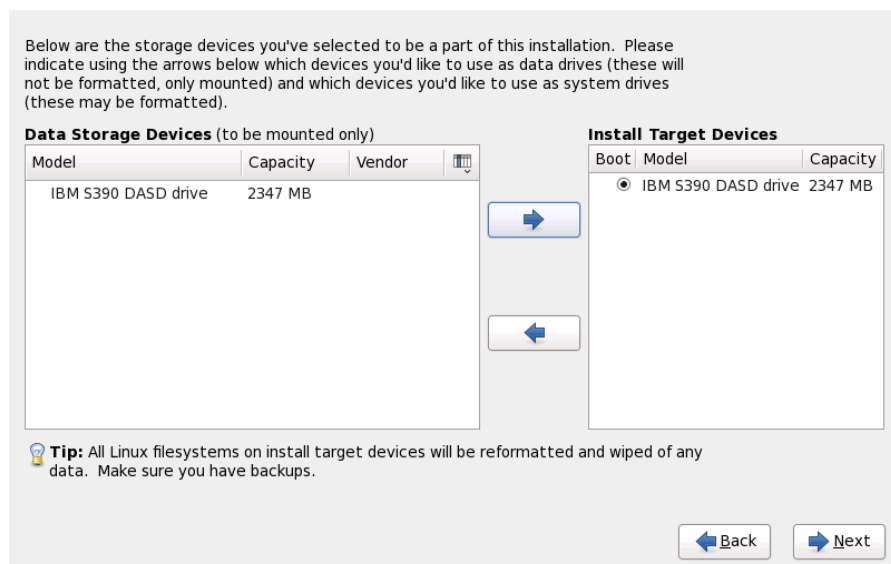 Below are the storage devices you've selected to be a part of this installation.  Please
indicate using the arrows below which devices you'd like to use as data drives (these will
not be formatted, only mounted) and which devices you'd like to use as system drives
(these may be formatted).
Data Storage Devices (to be mounted only)
Model Capacity Vendor
IBM S390 DASD drive 2347 MB
Install Target Devices
Boot Model Capacity
IBM S390 DASD drive 2347 MB
Tip: All Linux filesystems on install target devices will be reformatted and wiped of any
data.  Make sure you have backups.
Back Next